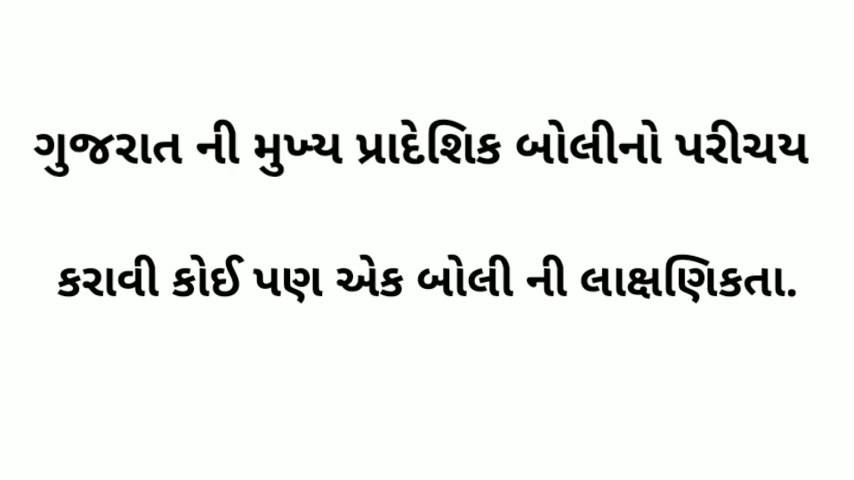 ગુજરાત ની મુખ્ય પ્રાદેશિક બોલીનો પરીચય
કરાવી કોઈ પણ એક બોલી ની લાક્ષણિકતા.